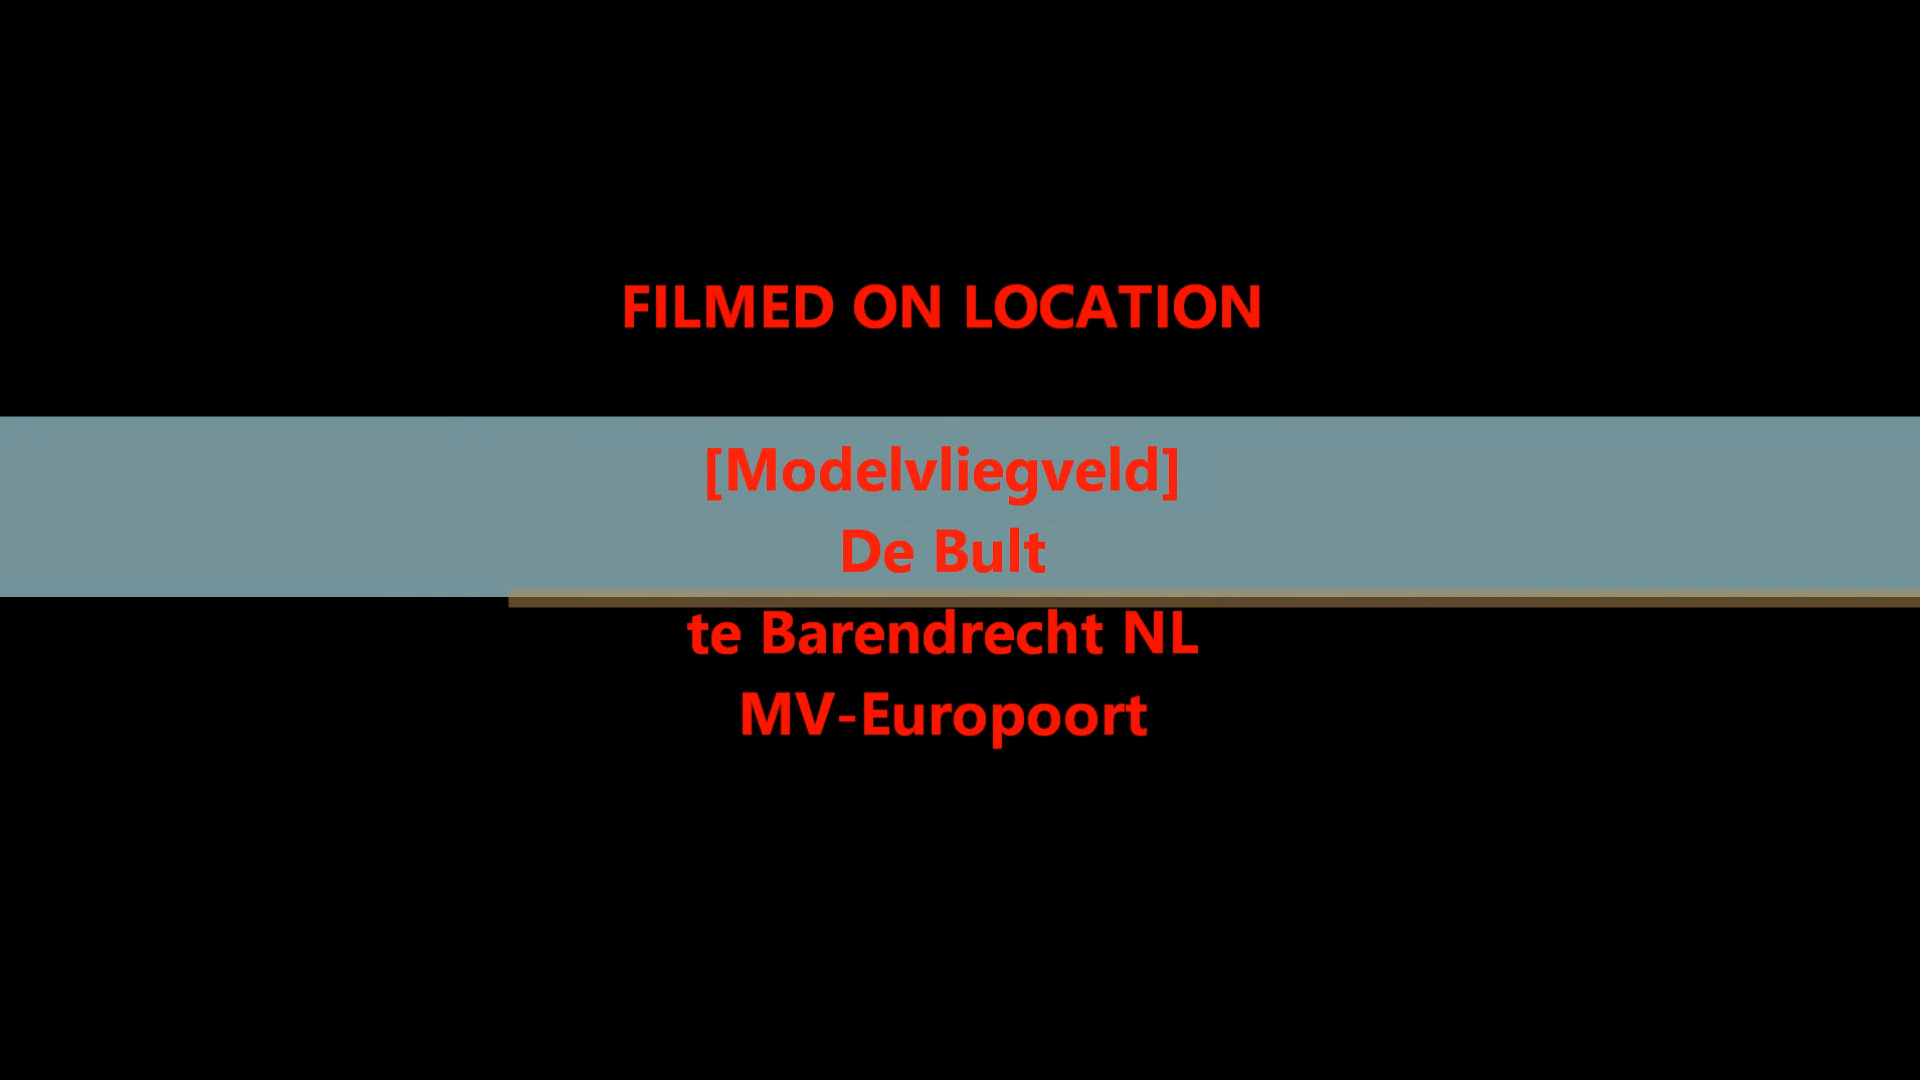 FILMED ON LOCATION
[Modelvliegveld]
De Bult
te Barendrecht NL
MV-Europoort